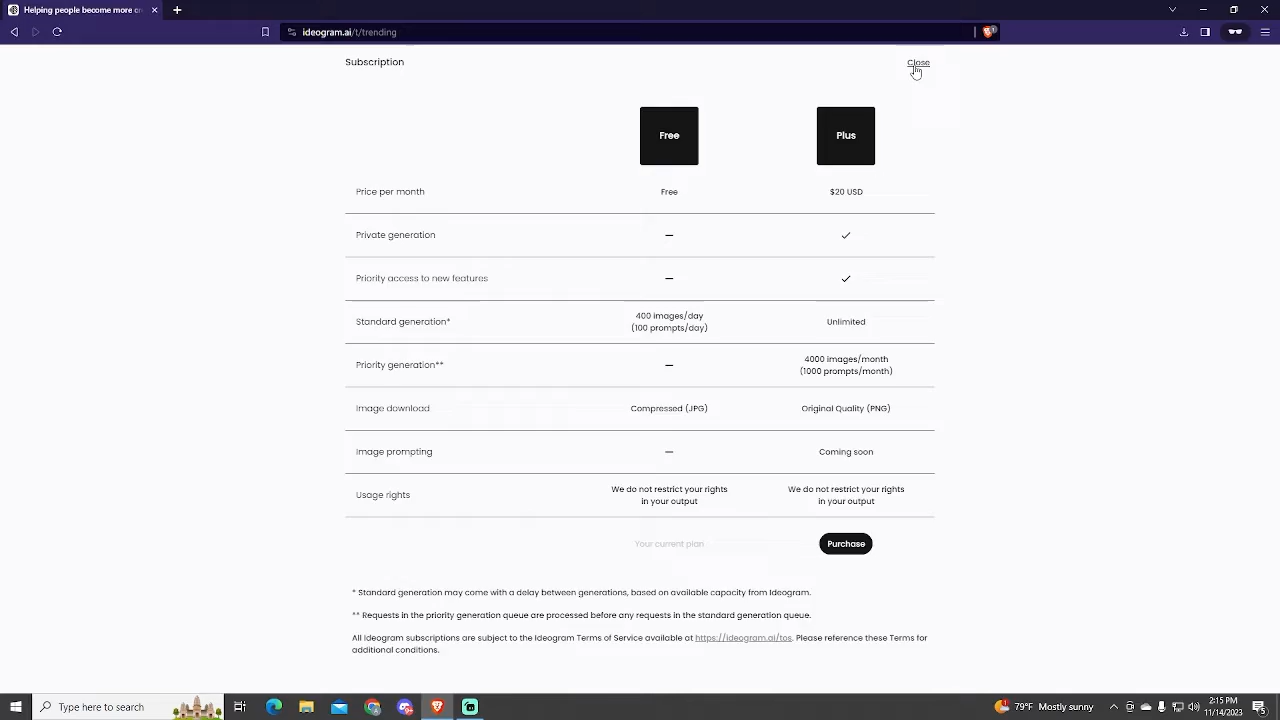 Helping people become more cr
ideogram.ai/t/trending
Subscription
Close
Free
Plus
Price per month
Free
$20 USD
Private generation
Priority access to new features
Standard generation*
400 images/day
(100 prompts/day)
Unlimited
Priority generation**
4000 images/month
(1000 prompts/month)
Image download
Compressed (JPG)
Original Quality (PNG)
Image prompting
Coming soon
Usage rights
We do not restrict your rights
in your output
We do not restrict your rights
in your output
Your current plan
Purchase
* Standard generation may come with a delay between generations, based on available capacity from Ideogram.
** Requests in the priority generation queue are processed before any requests in the standard generation queue.
All Ideogram subscriptions are subject to the Ideogram Terms of Service available at https://ideogram.ai/tos. Please reference these Terms for
additional conditions.
Type here to search
79°F Mostly sunny
2:15 PM
11/14/2023